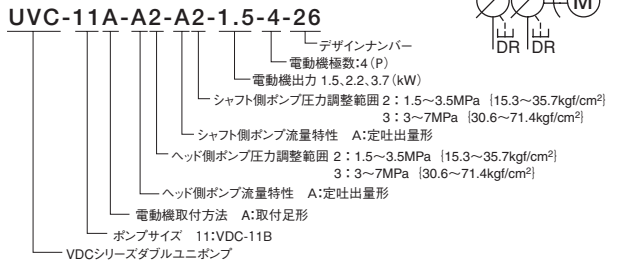 UVC-11A-A2-A2-1.5-4-26
M
DR DR
デザインナンバー
電動機極数:4(P)
電動機出力 1.5、2.2、3.7(kW)
シャフト側ポンプ圧力調整範囲 2:1.5〜3.5MPa {15.3〜35.7kgf/cm²}
3:3〜7MPa {30.6〜71.4kgf/cm²}
シャフト側ポンプ流量特性 A:定吐出量形
ヘッド側ポンプ圧力調整範囲 2:1.5〜3.5MPa {15.3〜35.7kgf/cm²}
3:3〜7MPa {30.6〜71.4kgf/cm²}
ヘッド側ポンプ流量特性 A:定吐出量形
電動機取付方法 A:取付足形
ポンプサイズ 11:VDC-11B
VDCシリーズダブルユニポンプ